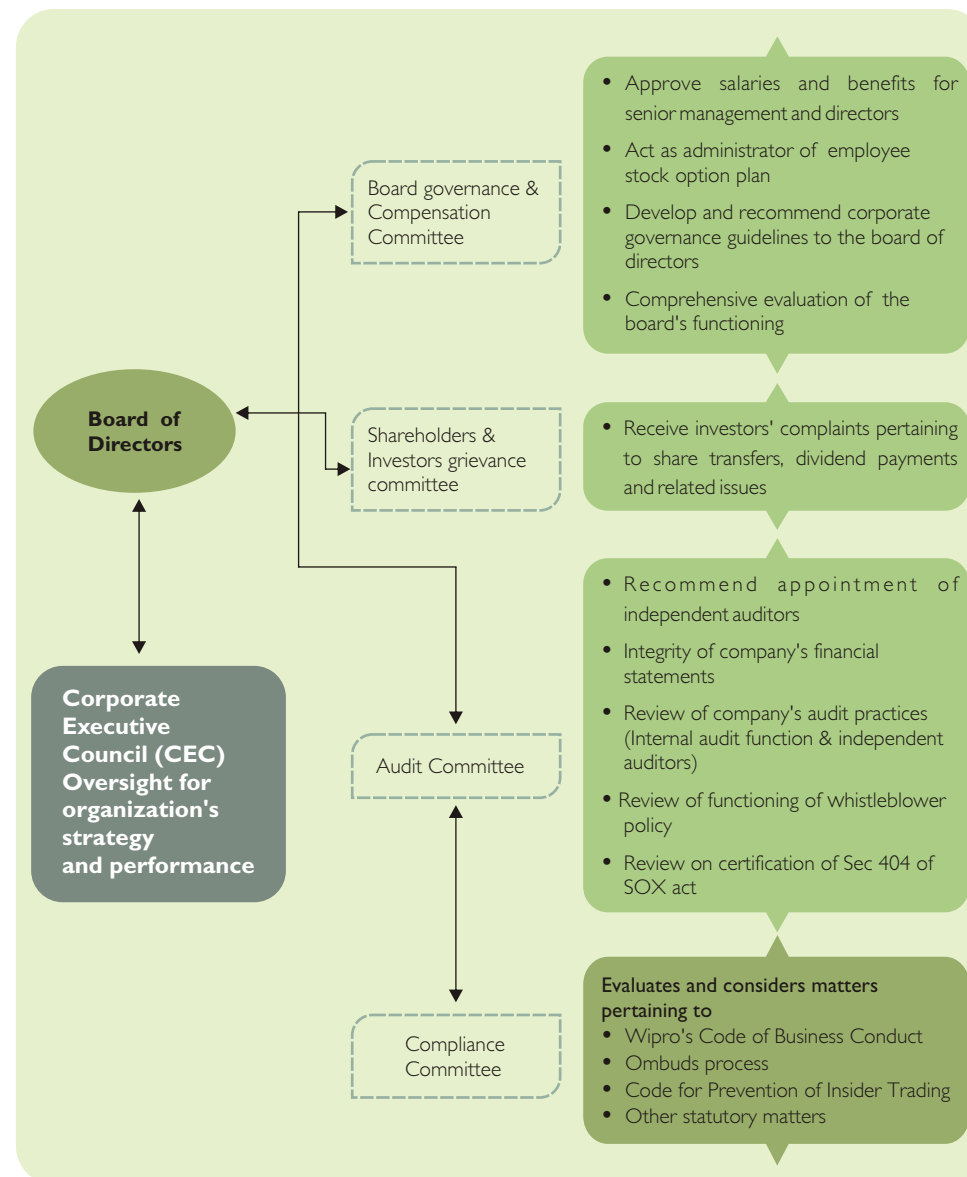 Board of
Directors
Corporate
Executive
Council (CEC)
Oversight for
organization's
strategy
and performance
Board governance &
Compensation
Committee
Shareholders &
Investors grievance
committee
Audit Committee
Compliance
Committee
• Approve salaries and benefits for
senior management and directors
• Act as administrator of employee
stock option plan
• Develop and recommend corporate
governance guidelines to the board of
directors
• Comprehensive evaluation of the
board's functioning
• Receive investors' complaints pertaining
to share transfers, dividend payments
and related issues
• Recommend appointment of
independent auditors
• Integrity of company's financial
statements
• Review of company's audit practices
(Internal audit function & independent
auditors)
• Review of functioning of whistleblower
policy
• Review on certification of Sec 404 of
SOX act
Evaluates and considers matters
pertaining to
• Wipro's Code of Business Conduct
• Ombuds process
• Code for Prevention of Insider Trading
• Other statutory matters